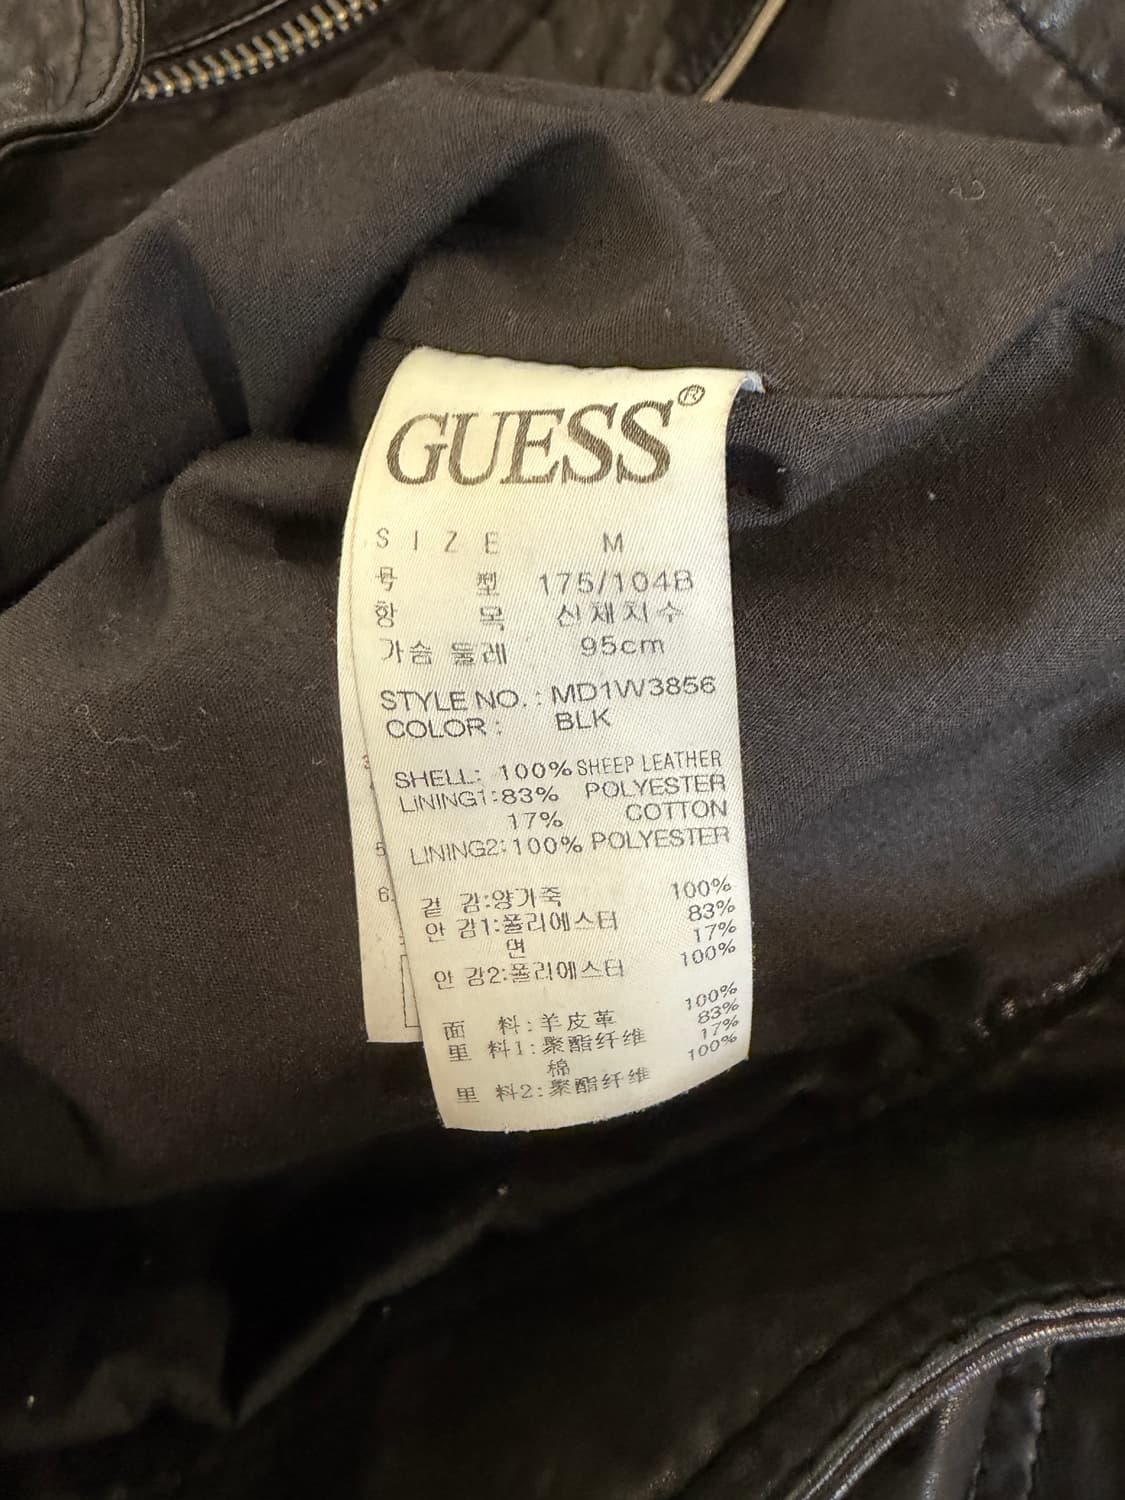 GUESS®
SIZE M
号 型 175/104B
항 목 신체치수
가슴 둘레 95cm
STYLE NO. : MD1W3856
COLOR : BLK
SHELL: 100% SHEEP LEATHER
LINING1:83% POLYESTER
17% COTTON
LINING2:100% POLYESTER
겉 감:양가죽 100%
안 감1:폴리에스터 83%
면 17%
안 감2:폴리에스터 100%
面 料:羊皮革 100%
里 料1:聚酯纤维 83%
棉 17%
里 料2:聚酯纤维 100%
5
6.